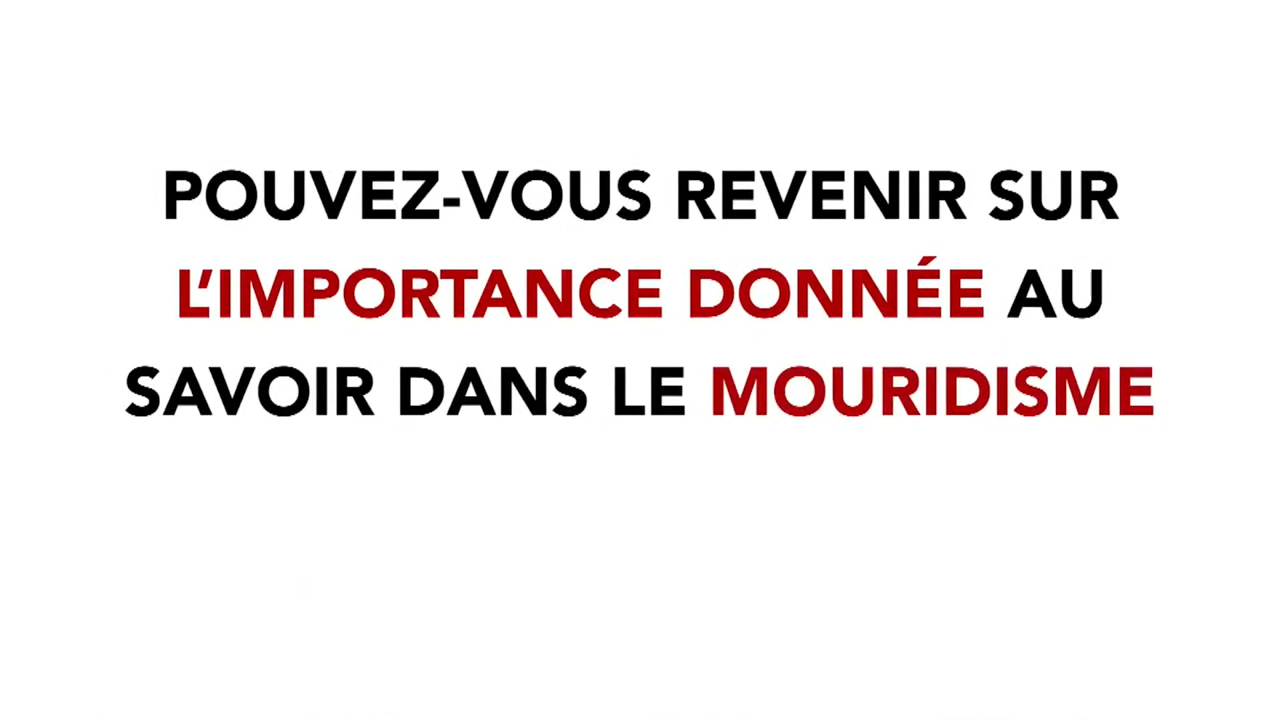 POUVEZ-VOUS REVENIR SUR
L'IMPORTANCE DONNÉE AU
SAVOIR DANS LE MOURIDISME